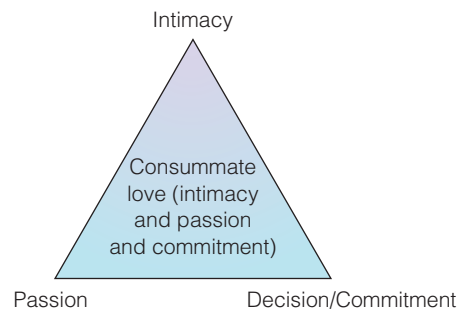 Intimacy
Consummate
love (intimacy
and passion
and commitment)
Passion
Decision/Commitment